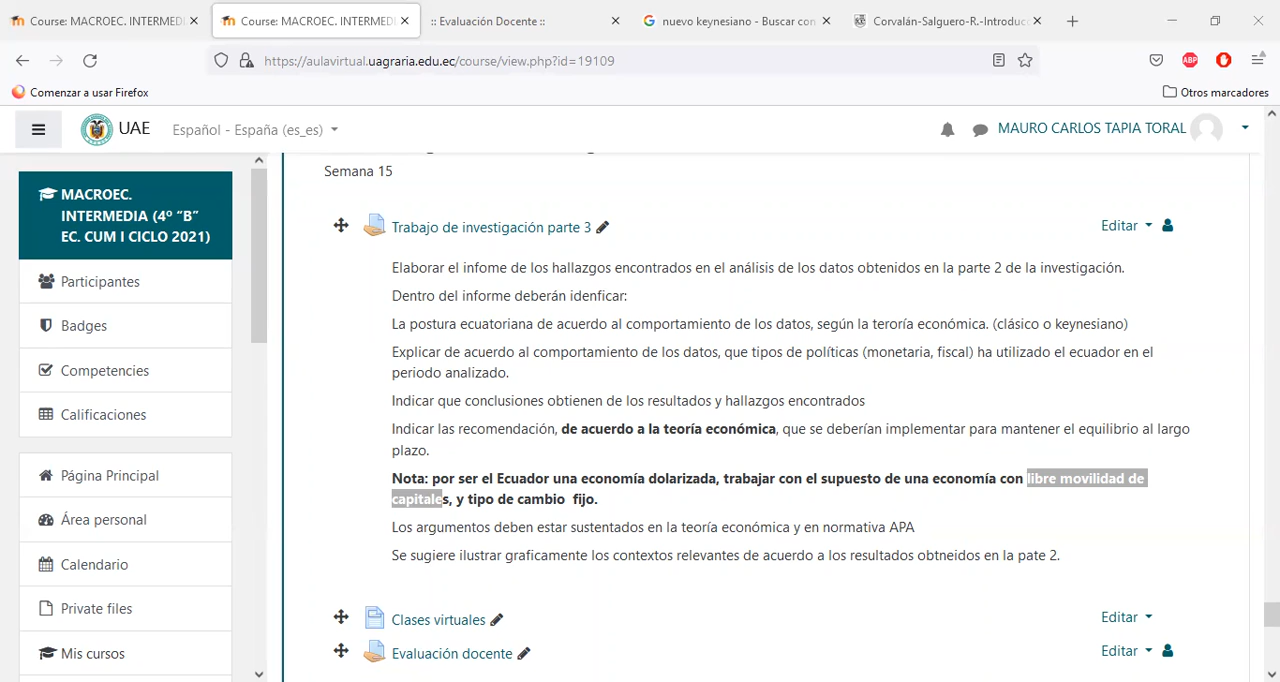 Course: MACROEC. INTERMEDI
Course: MACROEC. INTERMEDI
:: Evaluación Docente ::
nuevo keynesiano - Buscar con
Corvalán-Salguero-R.-Introducc
https://aulavirtual.uagraria.edu.ec/course/view.php?id=19109
ABP
Comenzar a usar Firefox
Otros marcadores
UAE
Español - España (es_es)
MAURO CARLOS TAPIA TORAL
MACROEC.
INTERMEDIA (4º “B”
EC. CUM I CICLO 2021)
Participantes
Badges
Competencies
Calificaciones
Página Principal
Área personal
Calendario
Private files
Mis cursos
Semana 15
Trabajo de investigación parte 3
Editar
Elaborar el infome de los hallazgos encontrados en el análisis de los datos obtenidos en la parte 2 de la investigación.
Dentro del informe deberán idenficar:
La postura ecuatoriana de acuerdo al comportamiento de los datos, según la teroría económica. (clásico o keynesiano)
Explicar de acuerdo al comportamiento de los datos, que tipos de políticas (monetaria, fiscal) ha utilizado el ecuador en el
periodo analizado.
Indicar que conclusiones obtienen de los resultados y hallazgos encontrados
Indicar las recomendación, de acuerdo a la teoría económica, que se deberían implementar para mantener el equilibrio al largo
plazo.
Nota: por ser el Ecuador una economía dolarizada, trabajar con el supuesto de una economía con libre movilidad de
capitales, y tipo de cambio fijo.
Los argumentos deben estar sustentados en la teoría económica y en normativa APA
Se sugiere ilustrar graficamente los contextos relevantes de acuerdo a los resultados obtneidos en la pate 2.
Clases virtuales
Editar
Evaluación docente
Editar